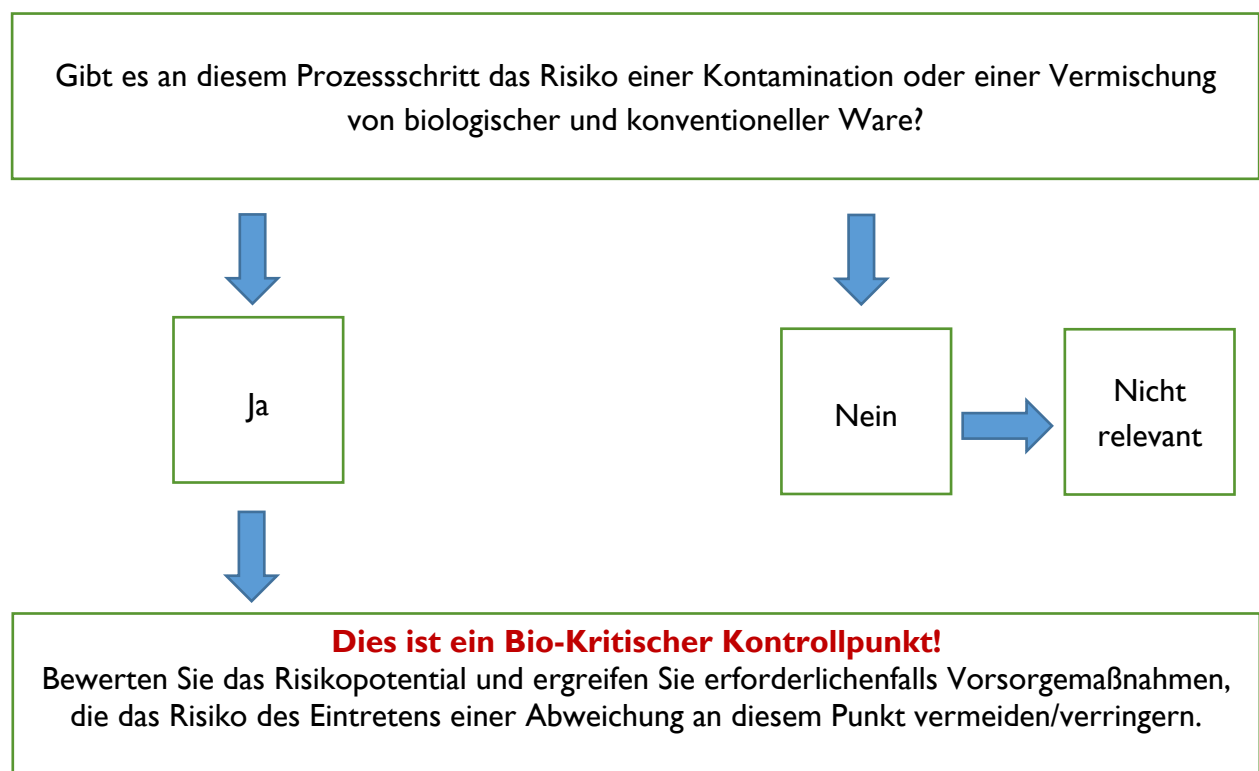 Gibt es an diesem Prozessschritt das Risiko einer Kontamination oder einer Vermischung
von biologischer und konventioneller Ware?
Ja
Nein
Nicht
relevant
Dies ist ein Bio-Kritischer Kontrollpunkt!
Bewerten Sie das Risikopotential und ergreifen Sie erforderlichenfalls Vorsorgemaßnahmen,
die das Risiko des Eintretens einer Abweichung an diesem Punkt vermeiden/verringern.